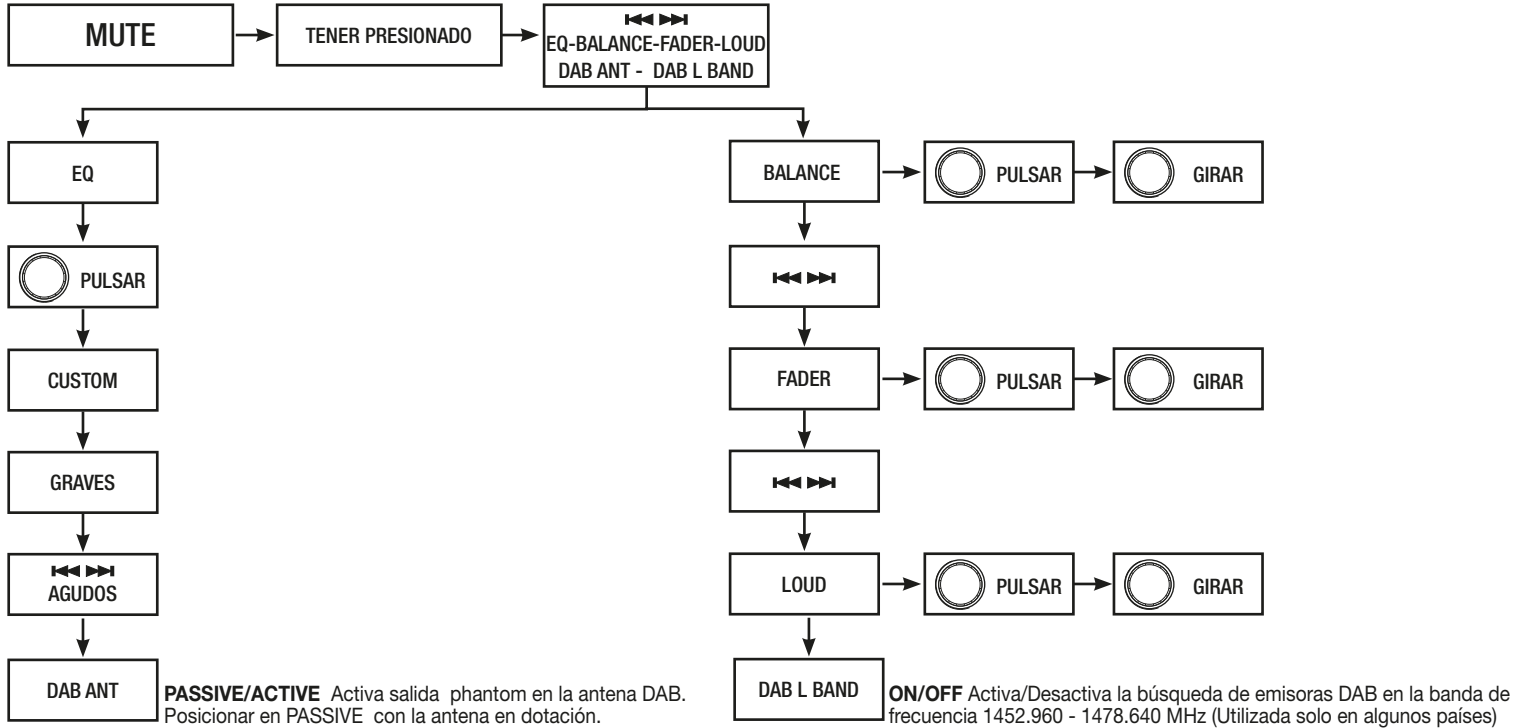 MUTE
TENER PRESIONADO
EQ-BALANCE-FADER-LOUD
DAB ANT - DAB L BAND
EQ
PULSAR
CUSTOM
GRAVES
AGUDOS
DAB ANT
PASSIVE/ACTIVE Activa salida phantom en la antena DAB.
Posicionar en PASSIVE con la antena en dotación.
BALANCE
PULSAR
GIRAR
FADER
PULSAR
GIRAR
LOUD
PULSAR
GIRAR
DAB L BAND
ON/OFF Activa/Desactiva la búsqueda de emisoras DAB en la banda de
frecuencia 1452.960 - 1478.640 MHz (Utilizada solo en algunos países)